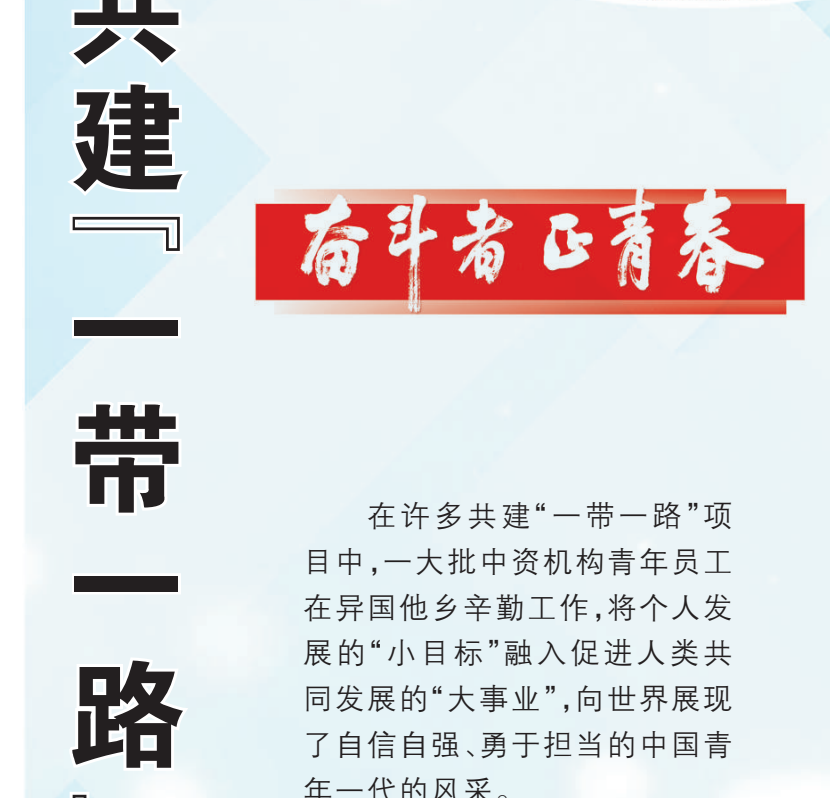 共建『一带一路
奋斗者正青春
在许多共建“一带一路”项
目中,一大批中资机构青年员工
在异国他乡辛勤工作,将个人发
展的“小目标”融入促进人类共
同发展的“大事业”,向世界展现
了自信自强、勇于担当的中国青
年一代的风采。